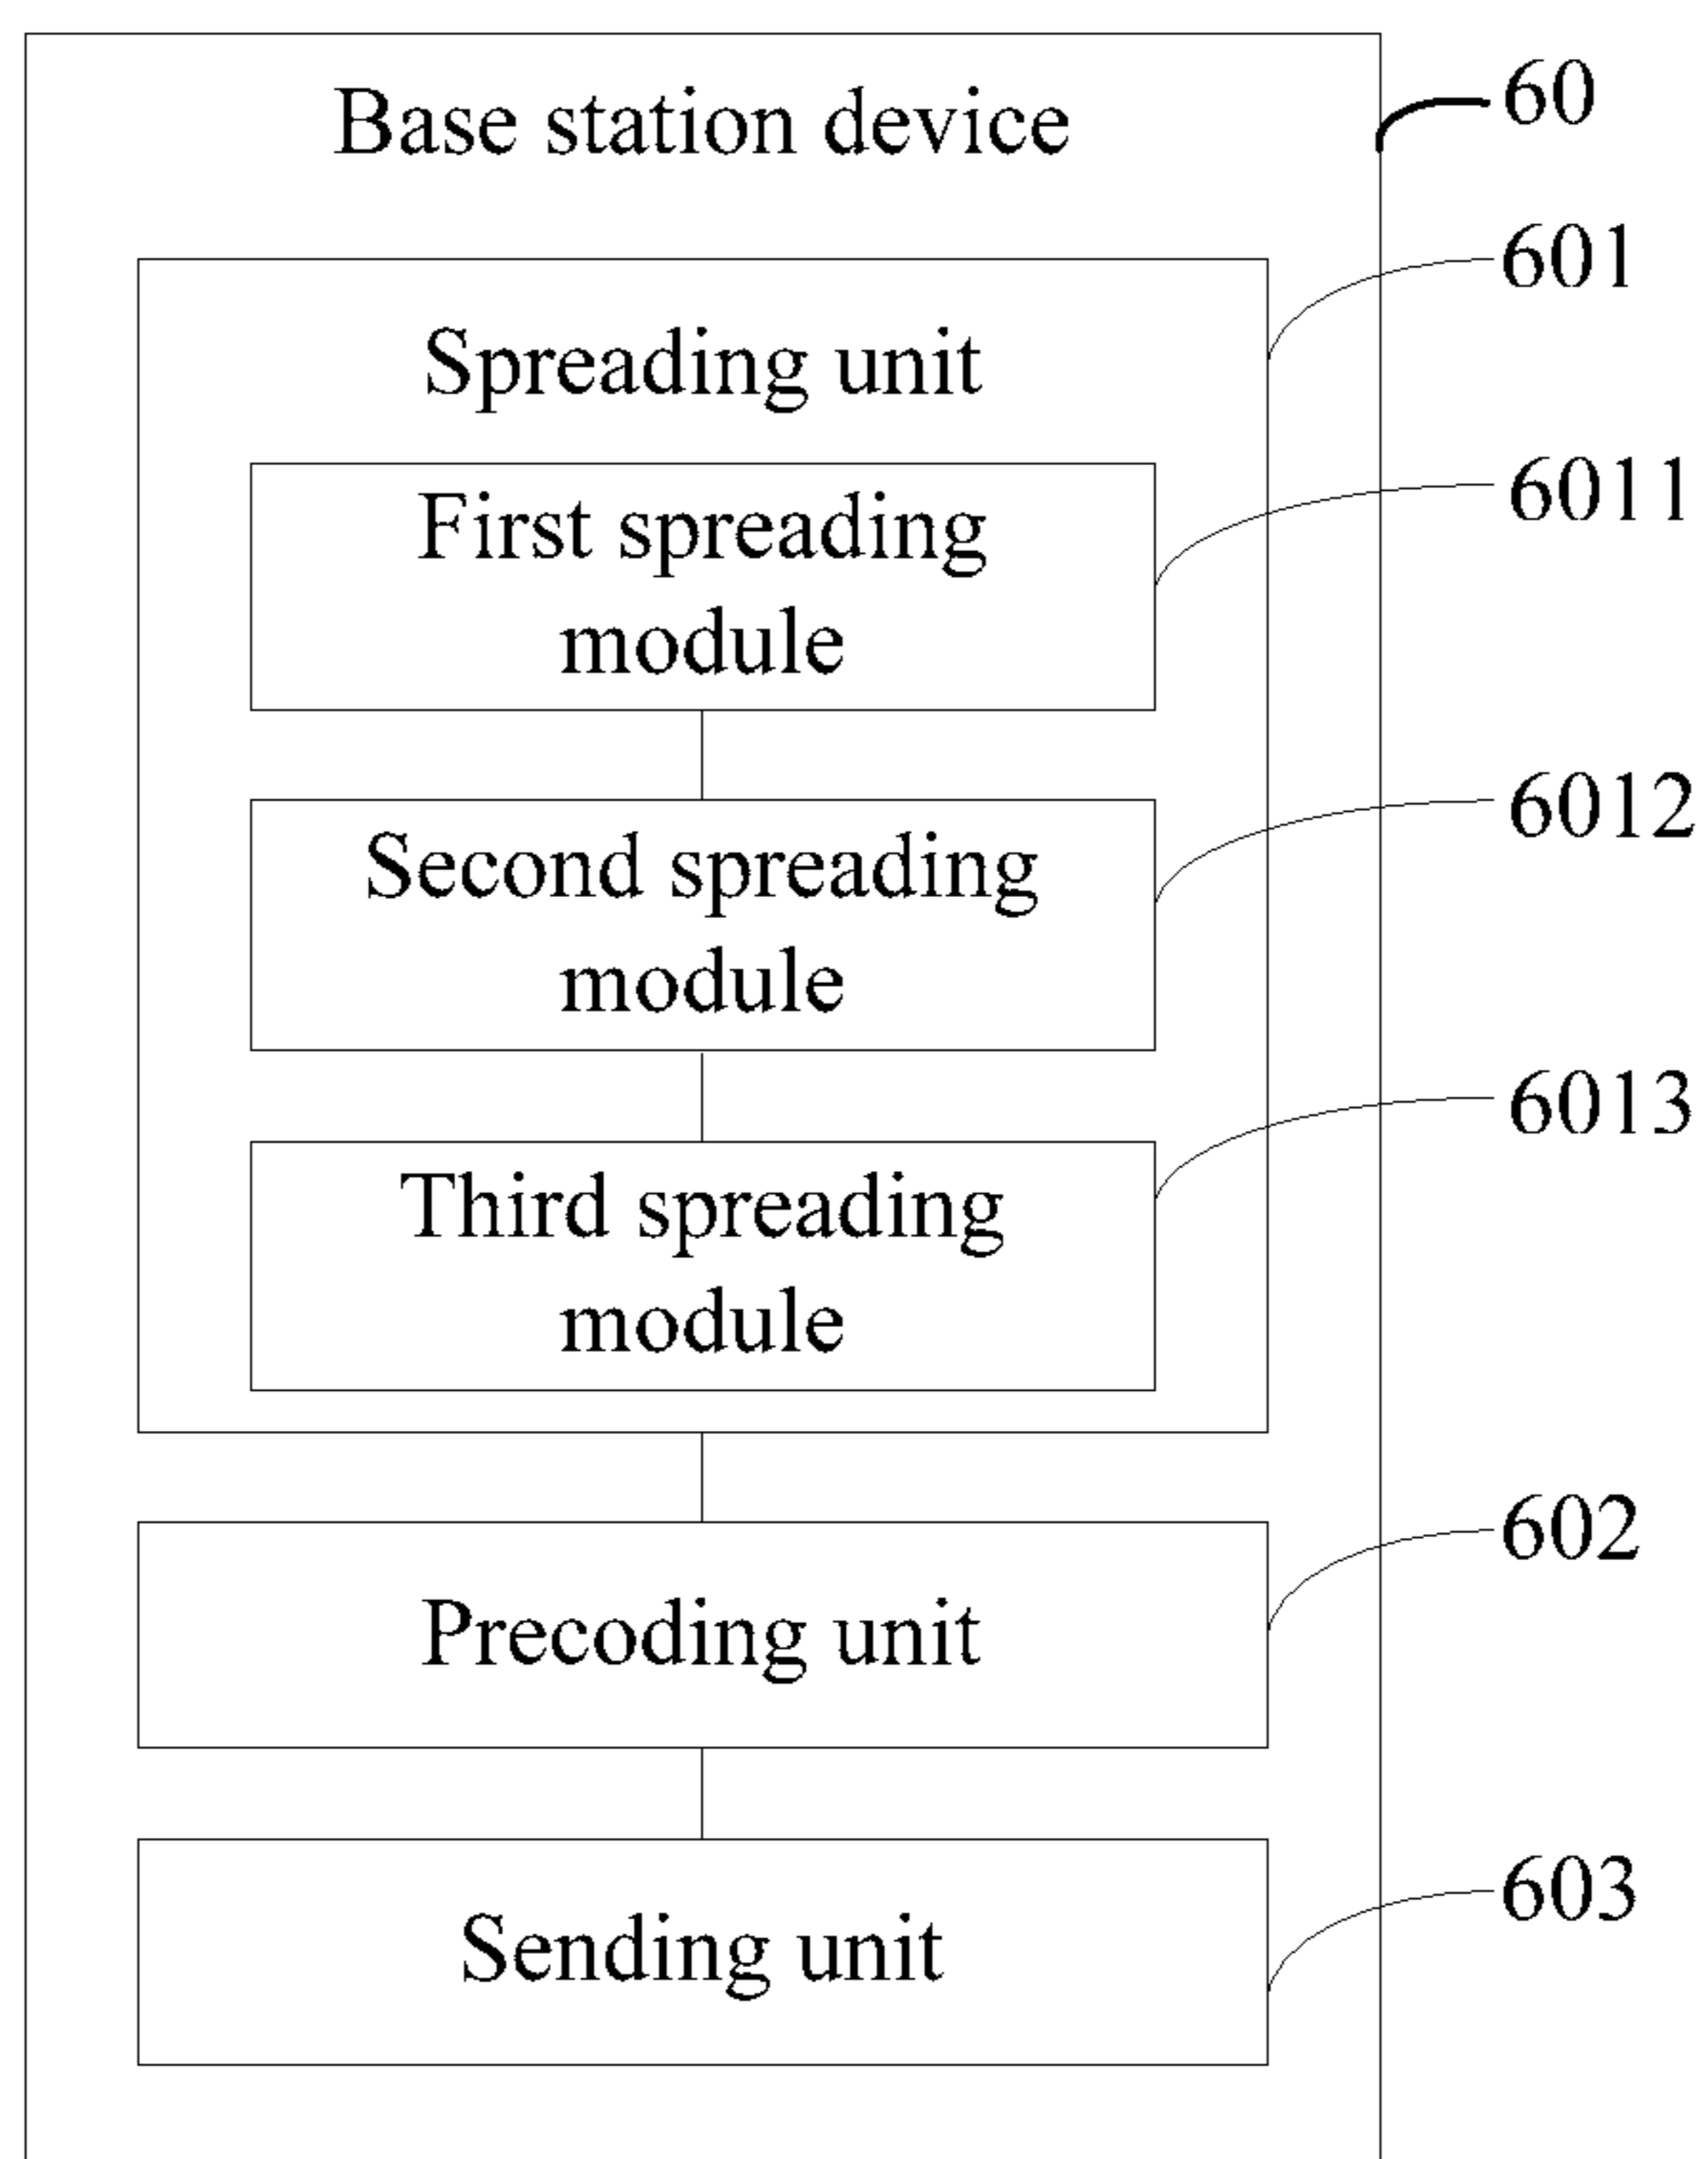 Base station device
60
601
Spreading unit
6011
First spreading
module
6012
Second spreading
module
6013
Third spreading
module
602
Precoding unit
603
Sending unit